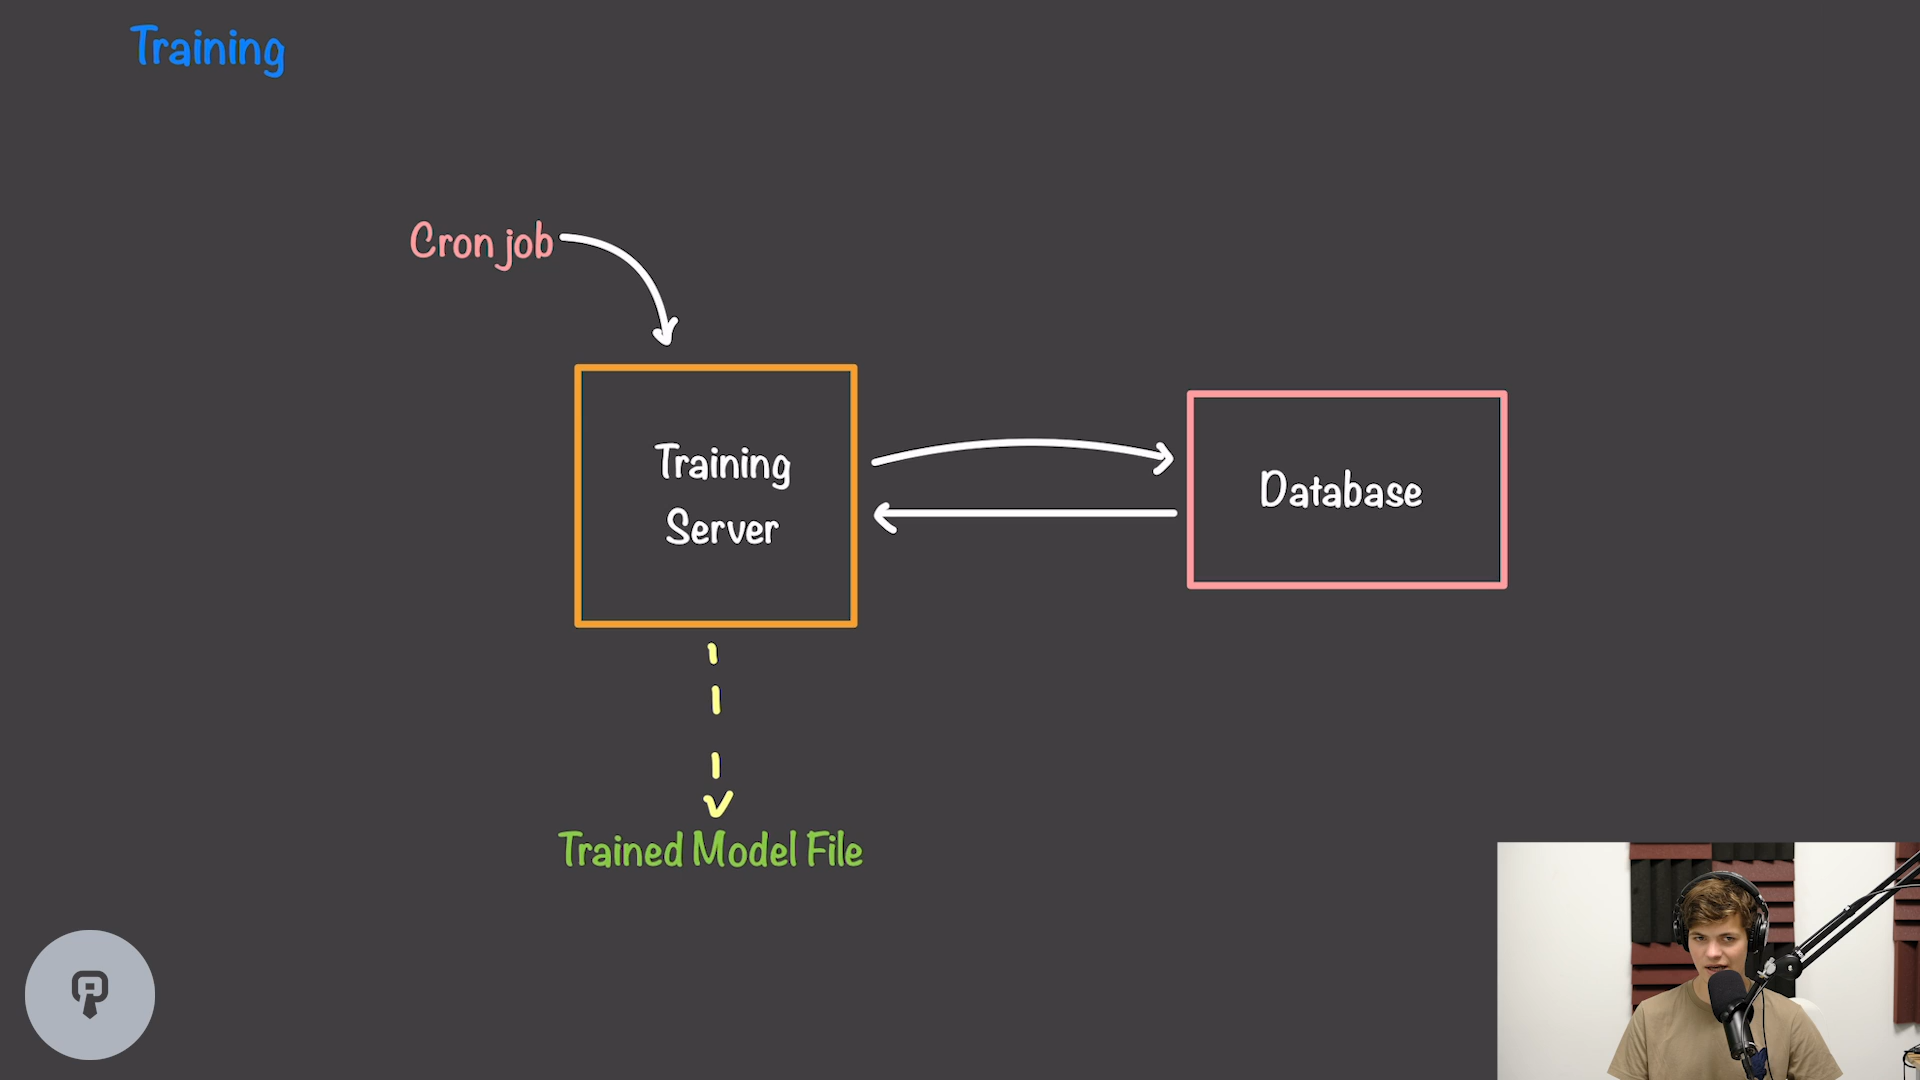 Training
Cron job
Training
Server
Database
Trained Model File